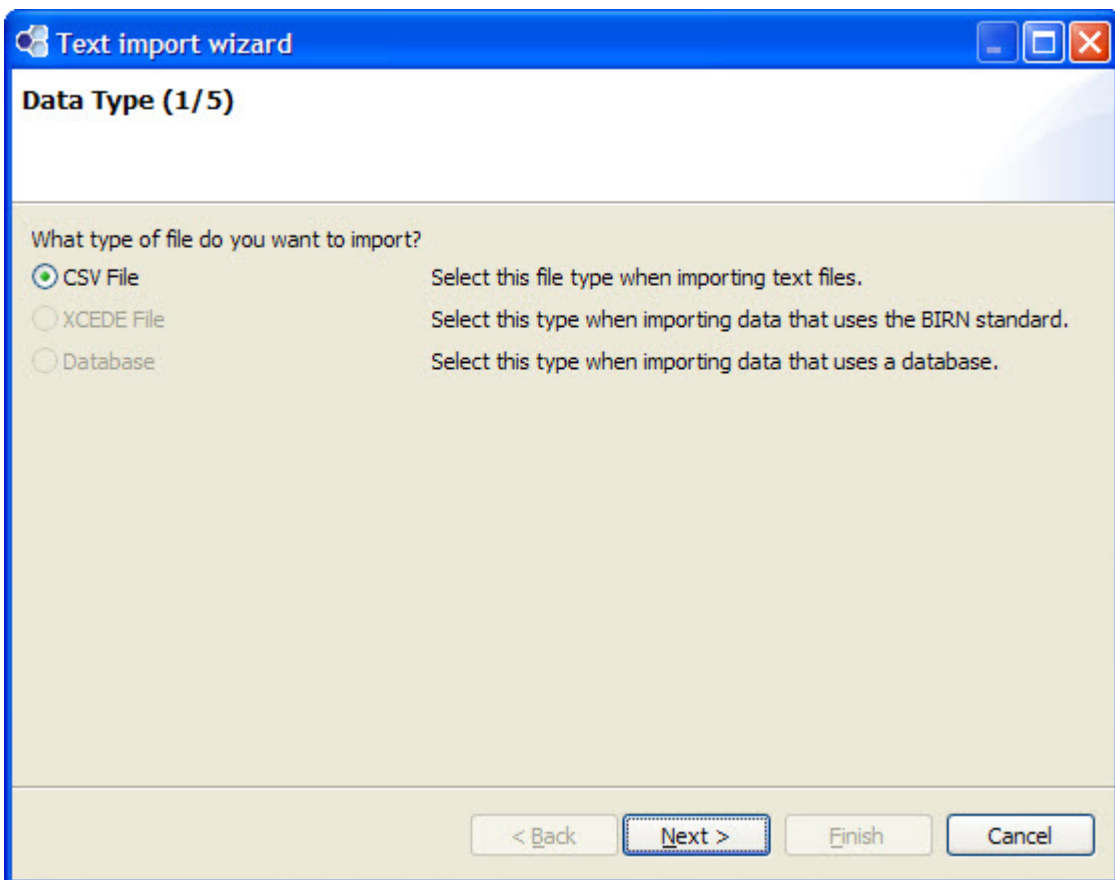 Text import wizard
Data Type (1/5)
What type of file do you want to import?
CSV File Select this file type when importing text files.
XCEDE File Select this type when importing data that uses the BIRN standard.
Database Select this type when importing data that uses a database.
< Back Next > Finish Cancel